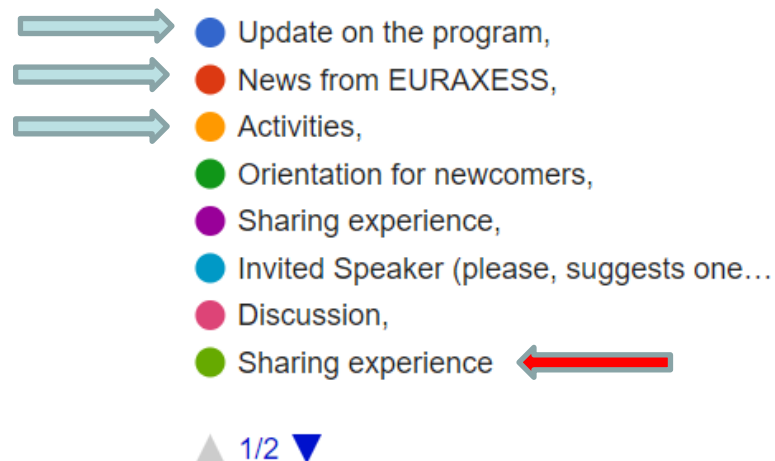 Update on the program,
News from EURAXESS,
Activities,
Orientation for newcomers,
Sharing experience,
Invited Speaker (please, suggests one…
Discussion,
Sharing experience
1/2